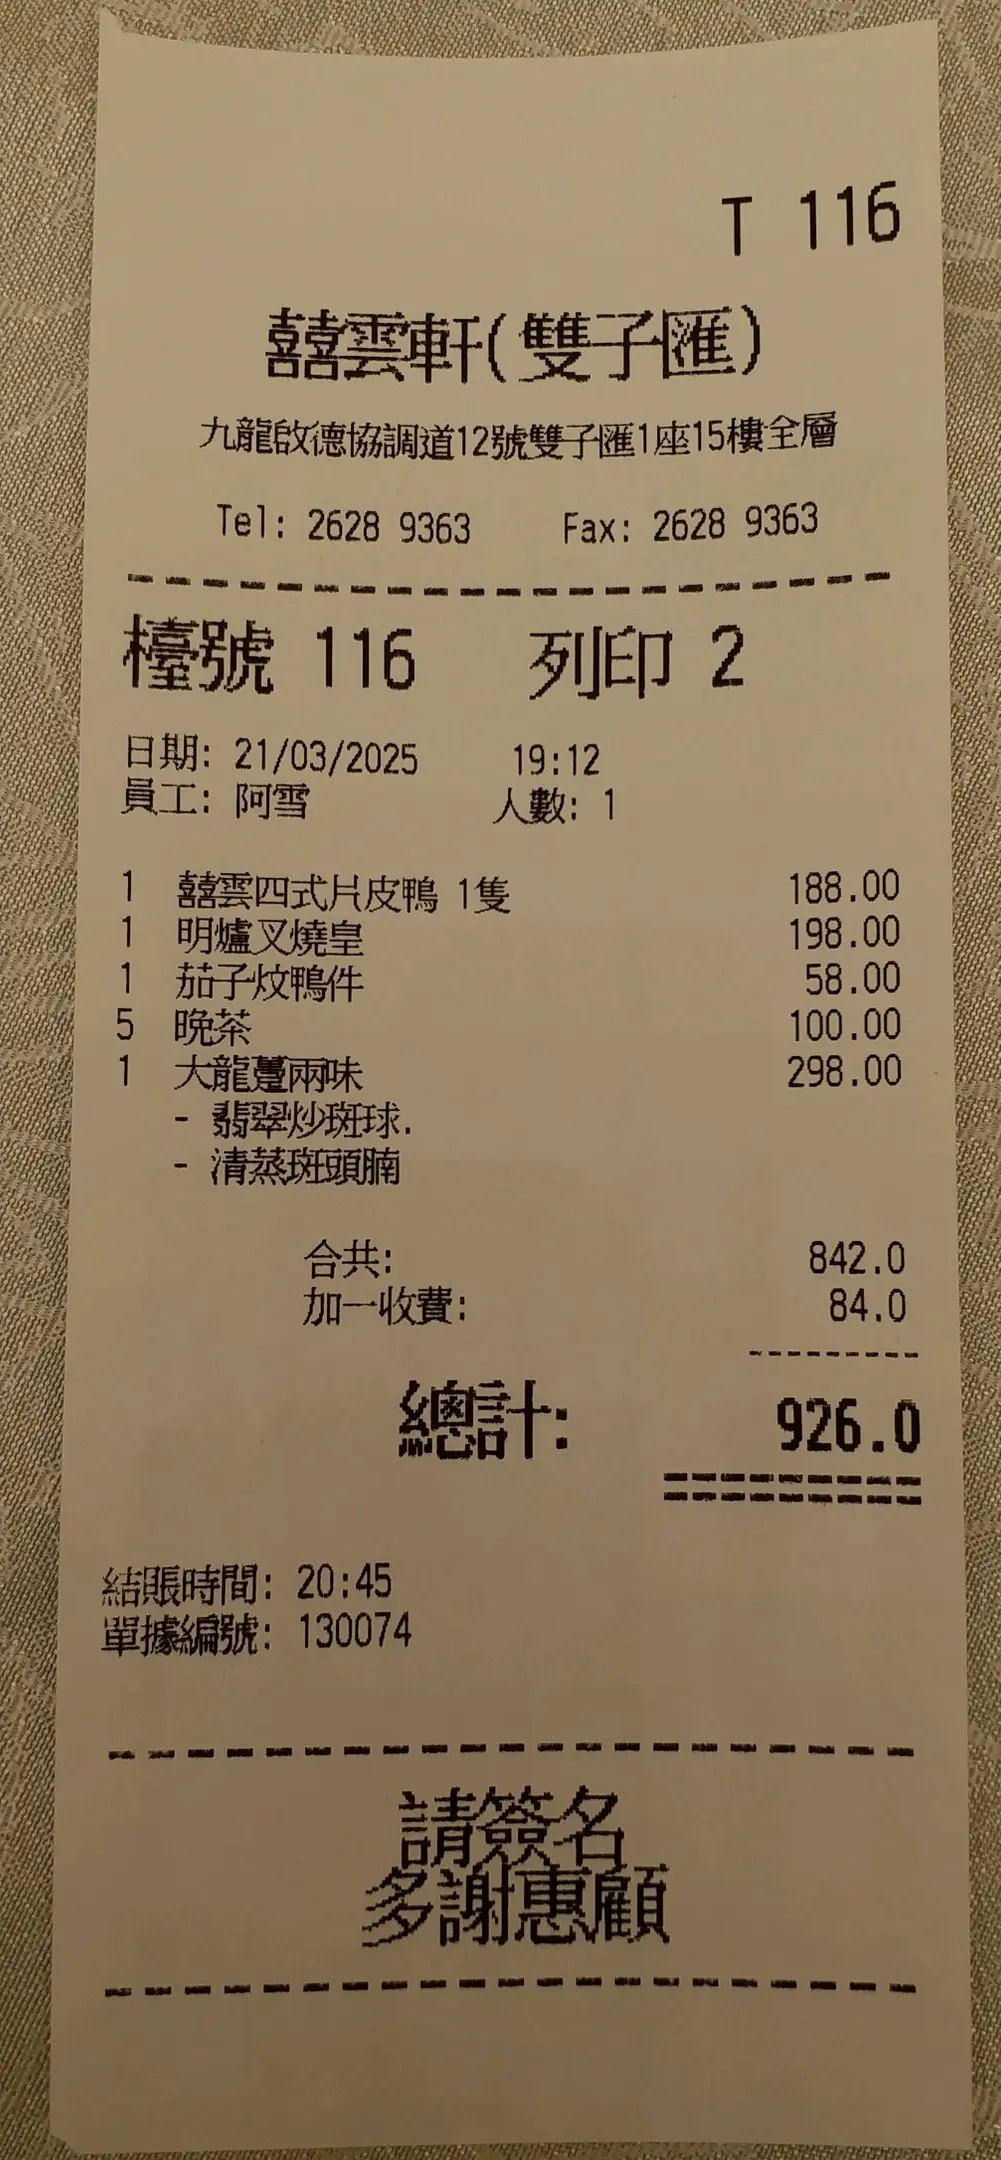 T 116
囍雲軒(雙子匯)
九龍啟德協調道12號雙子匯1座15樓全層
Tel: 2628 9363 Fax: 2628 9363
檯號 116 列印 2
日期: 21/03/2025 19:12
員工: 阿雪 人數: 1
1 囍雲四式片皮鴨 1隻 188.00
1 明爐叉燒皇 198.00
1 茄子炆鴨件 58.00
5 晚茶 100.00
1 大龍躉兩味 298.00
- 翡翠炒斑球.
- 清蒸斑頭腩
合共: 842.0
加一收費: 84.0
總計: 926.0
結賬時間: 20:45
單據編號: 130074
請簽名
多謝惠顧